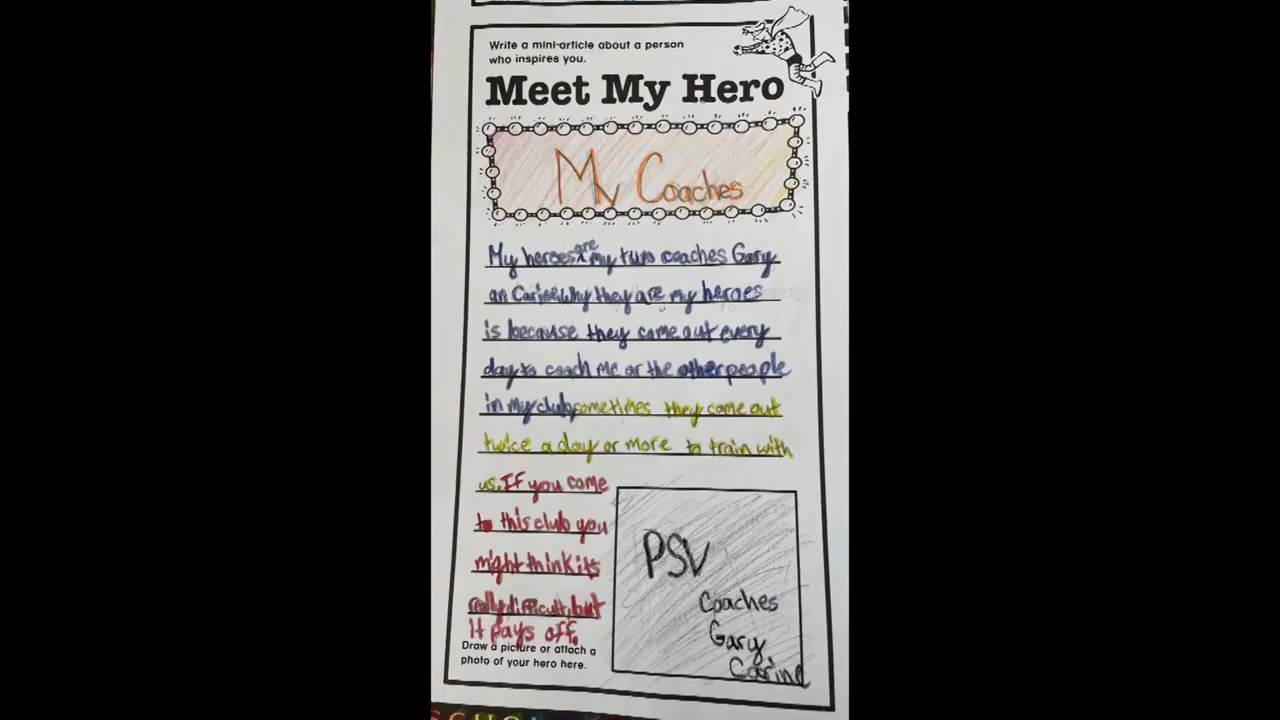 Write a mini-article about a person
who inspires you.
Meet My Hero
My Coaches
My heroes are my two coaches Gary
an Carine.Why they are my heroes
is because they come out every
day to coach me or the other people
in my club,sometimes they come out
twice a day or more to train with
us.If you come
to this club you
might think its
really difficult,but
it pays off.
Draw a picture or attach a
photo of your hero here.
PSV
Coaches
Gary
Carine